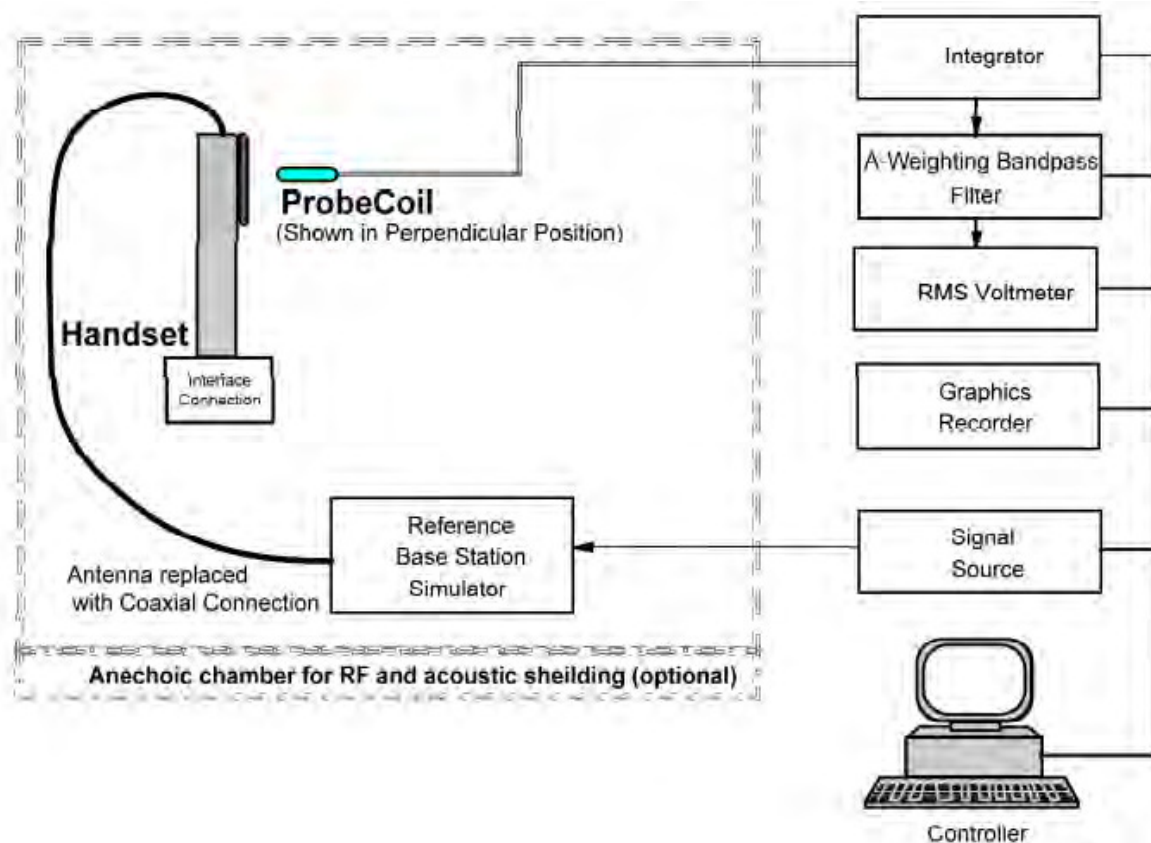 Integrator
A-Weighting Bandpass
Filter
ProbeCoil
(Shown in Perpendicular Position)
RMS Voltmeter
Handset
Interface
Connection
Graphics
Recorder
Reference
Base Station
Simulator
Signal
Source
Antenna replaced
with Coaxial Connection
Anechoic chamber for RF and acoustic sheilding (optional)
Controller